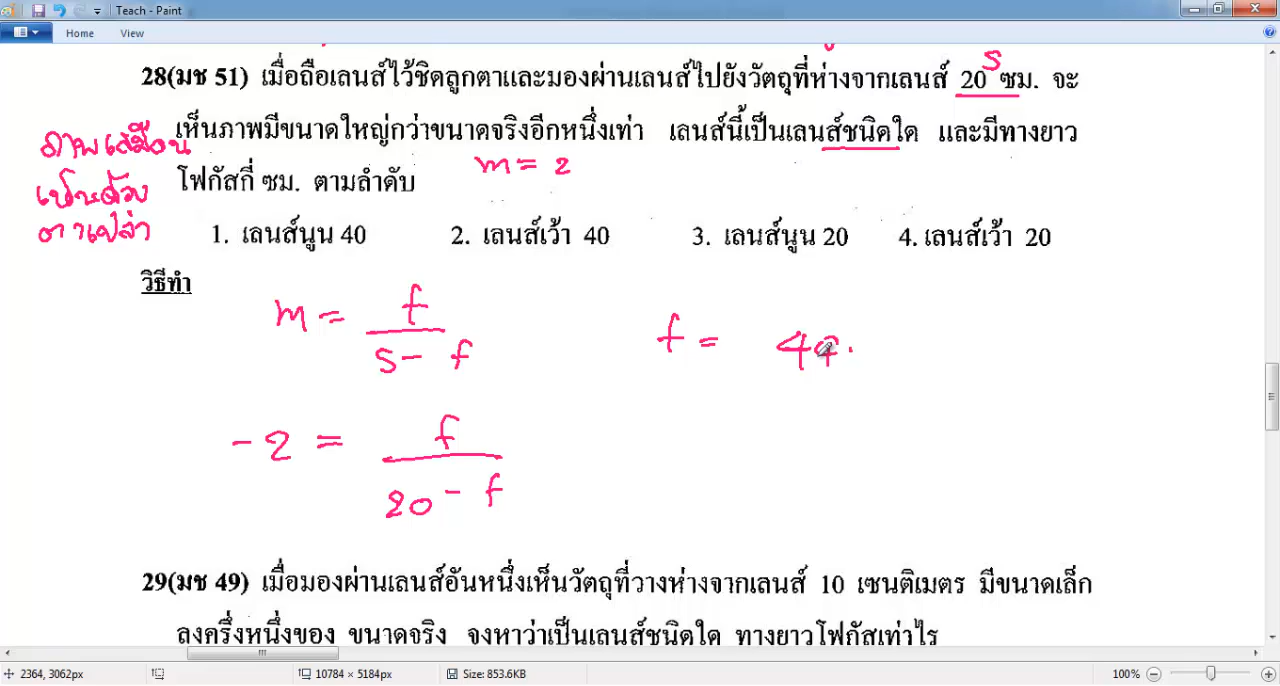 Teach - Paint
Home View
28(มช 51) เมื่อถือเลนส์ไว้ชิดลูกตาและมองผ่านเลนส์ไปยังวัตถุที่ห่างจากเลนส์ 20 ซม. จะ
S
เห็นภาพมีขนาดใหญ่กว่าขนาดจริงอีกหนึ่งเท่า เลนส์นี้เป็นเลนส์ชนิดใด และมีทางยาว
ภาพเสมือน
m = 2
โฟกัสกี่ ซม. ตามลำดับ
เห็นด้วย
ตาเปล่า
1. เลนส์นูน 40 2. เลนส์เว้า 40 3. เลนส์นูน 20 4. เลนส์เว้า 20
วิธีทำ
m = f
s - f
f = 4
-2 = f
20 - f
29(มช 49) เมื่อมองผ่านเลนส์อันหนึ่งเห็นวัตถุที่วางห่างจากเลนส์ 10 เซนติเมตร มีขนาดเล็ก
ลงครึ่งหนึ่งของ ขนาดจริง จงหาว่าเป็นเลนส์ชนิดใด ทางยาวโฟกัสเท่าไร
2364, 3062px 10784 × 5184px Size: 853.6KB 100%